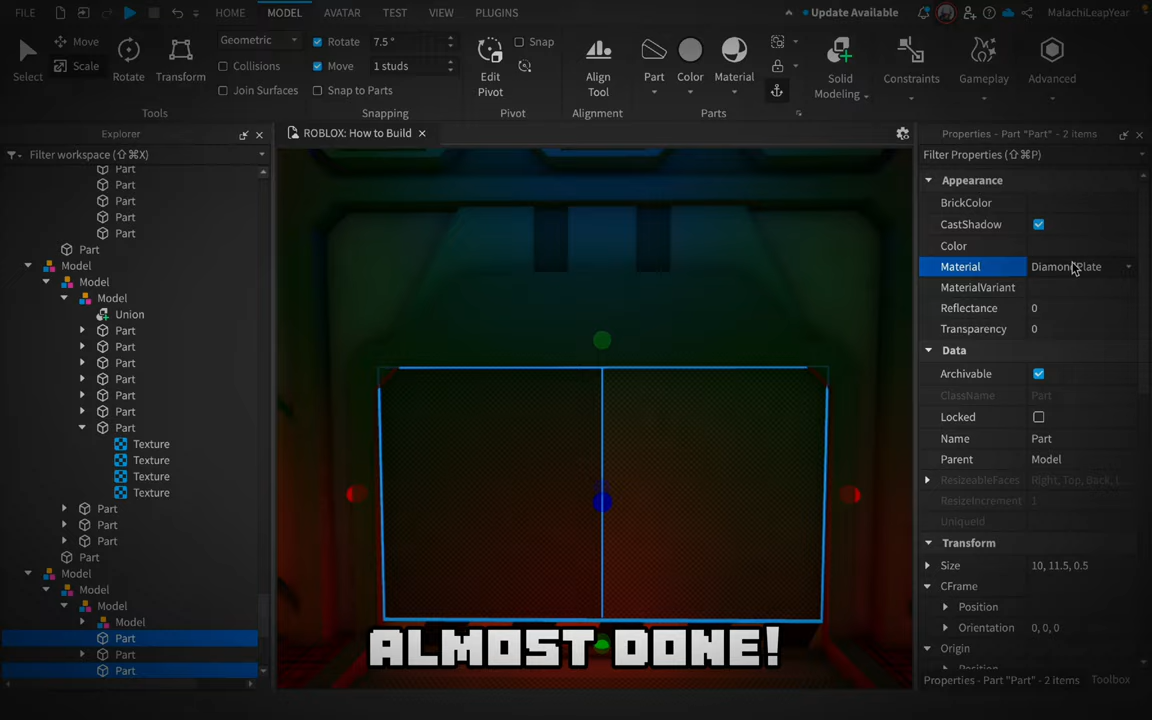 FILE
HOME
MODEL
AVATAR
TEST
VIEW
PLUGINS
Update Available
MalachiLeapYear
Select
Move
Scale
Rotate
Transform
Tools
Geometric
Collisions
Join Surfaces
Rotate
7.5 °
Move
1 studs
Snap to Parts
Snapping
Edit
Pivot
Snap
Pivot
Align
Tool
Alignment
Part
Color
Material
Parts
Solid
Modeling
Constraints
Gameplay
Advanced
Explorer
Filter workspace (⇧⌘X)
Part
Part
Part
Part
Part
Part
Model
Model
Model
Union
Part
Part
Part
Part
Part
Part
Part
Texture
Texture
Texture
Texture
Part
Part
Part
Part
Model
Model
Model
Model
Part
Part
Part
ROBLOX: How to Build
ALMOST DONE!
Properties - Part "Part" - 2 items
Filter Properties (⇧⌘P)
Appearance
BrickColor
CastShadow
Color
Material DiamondPlate
MaterialVariant
Reflectance 0
Transparency 0
Data
Archivable
ClassName Part
Locked
Name Part
Parent Model
ResizeableFaces Right, Top, Back, L...
ResizeIncrement 1
UniqueId
Transform
Size 10, 11.5, 0.5
CFrame
Position
Orientation 0, 0, 0
Origin
Position
Properties - Part "Part" - 2 items
Toolbox